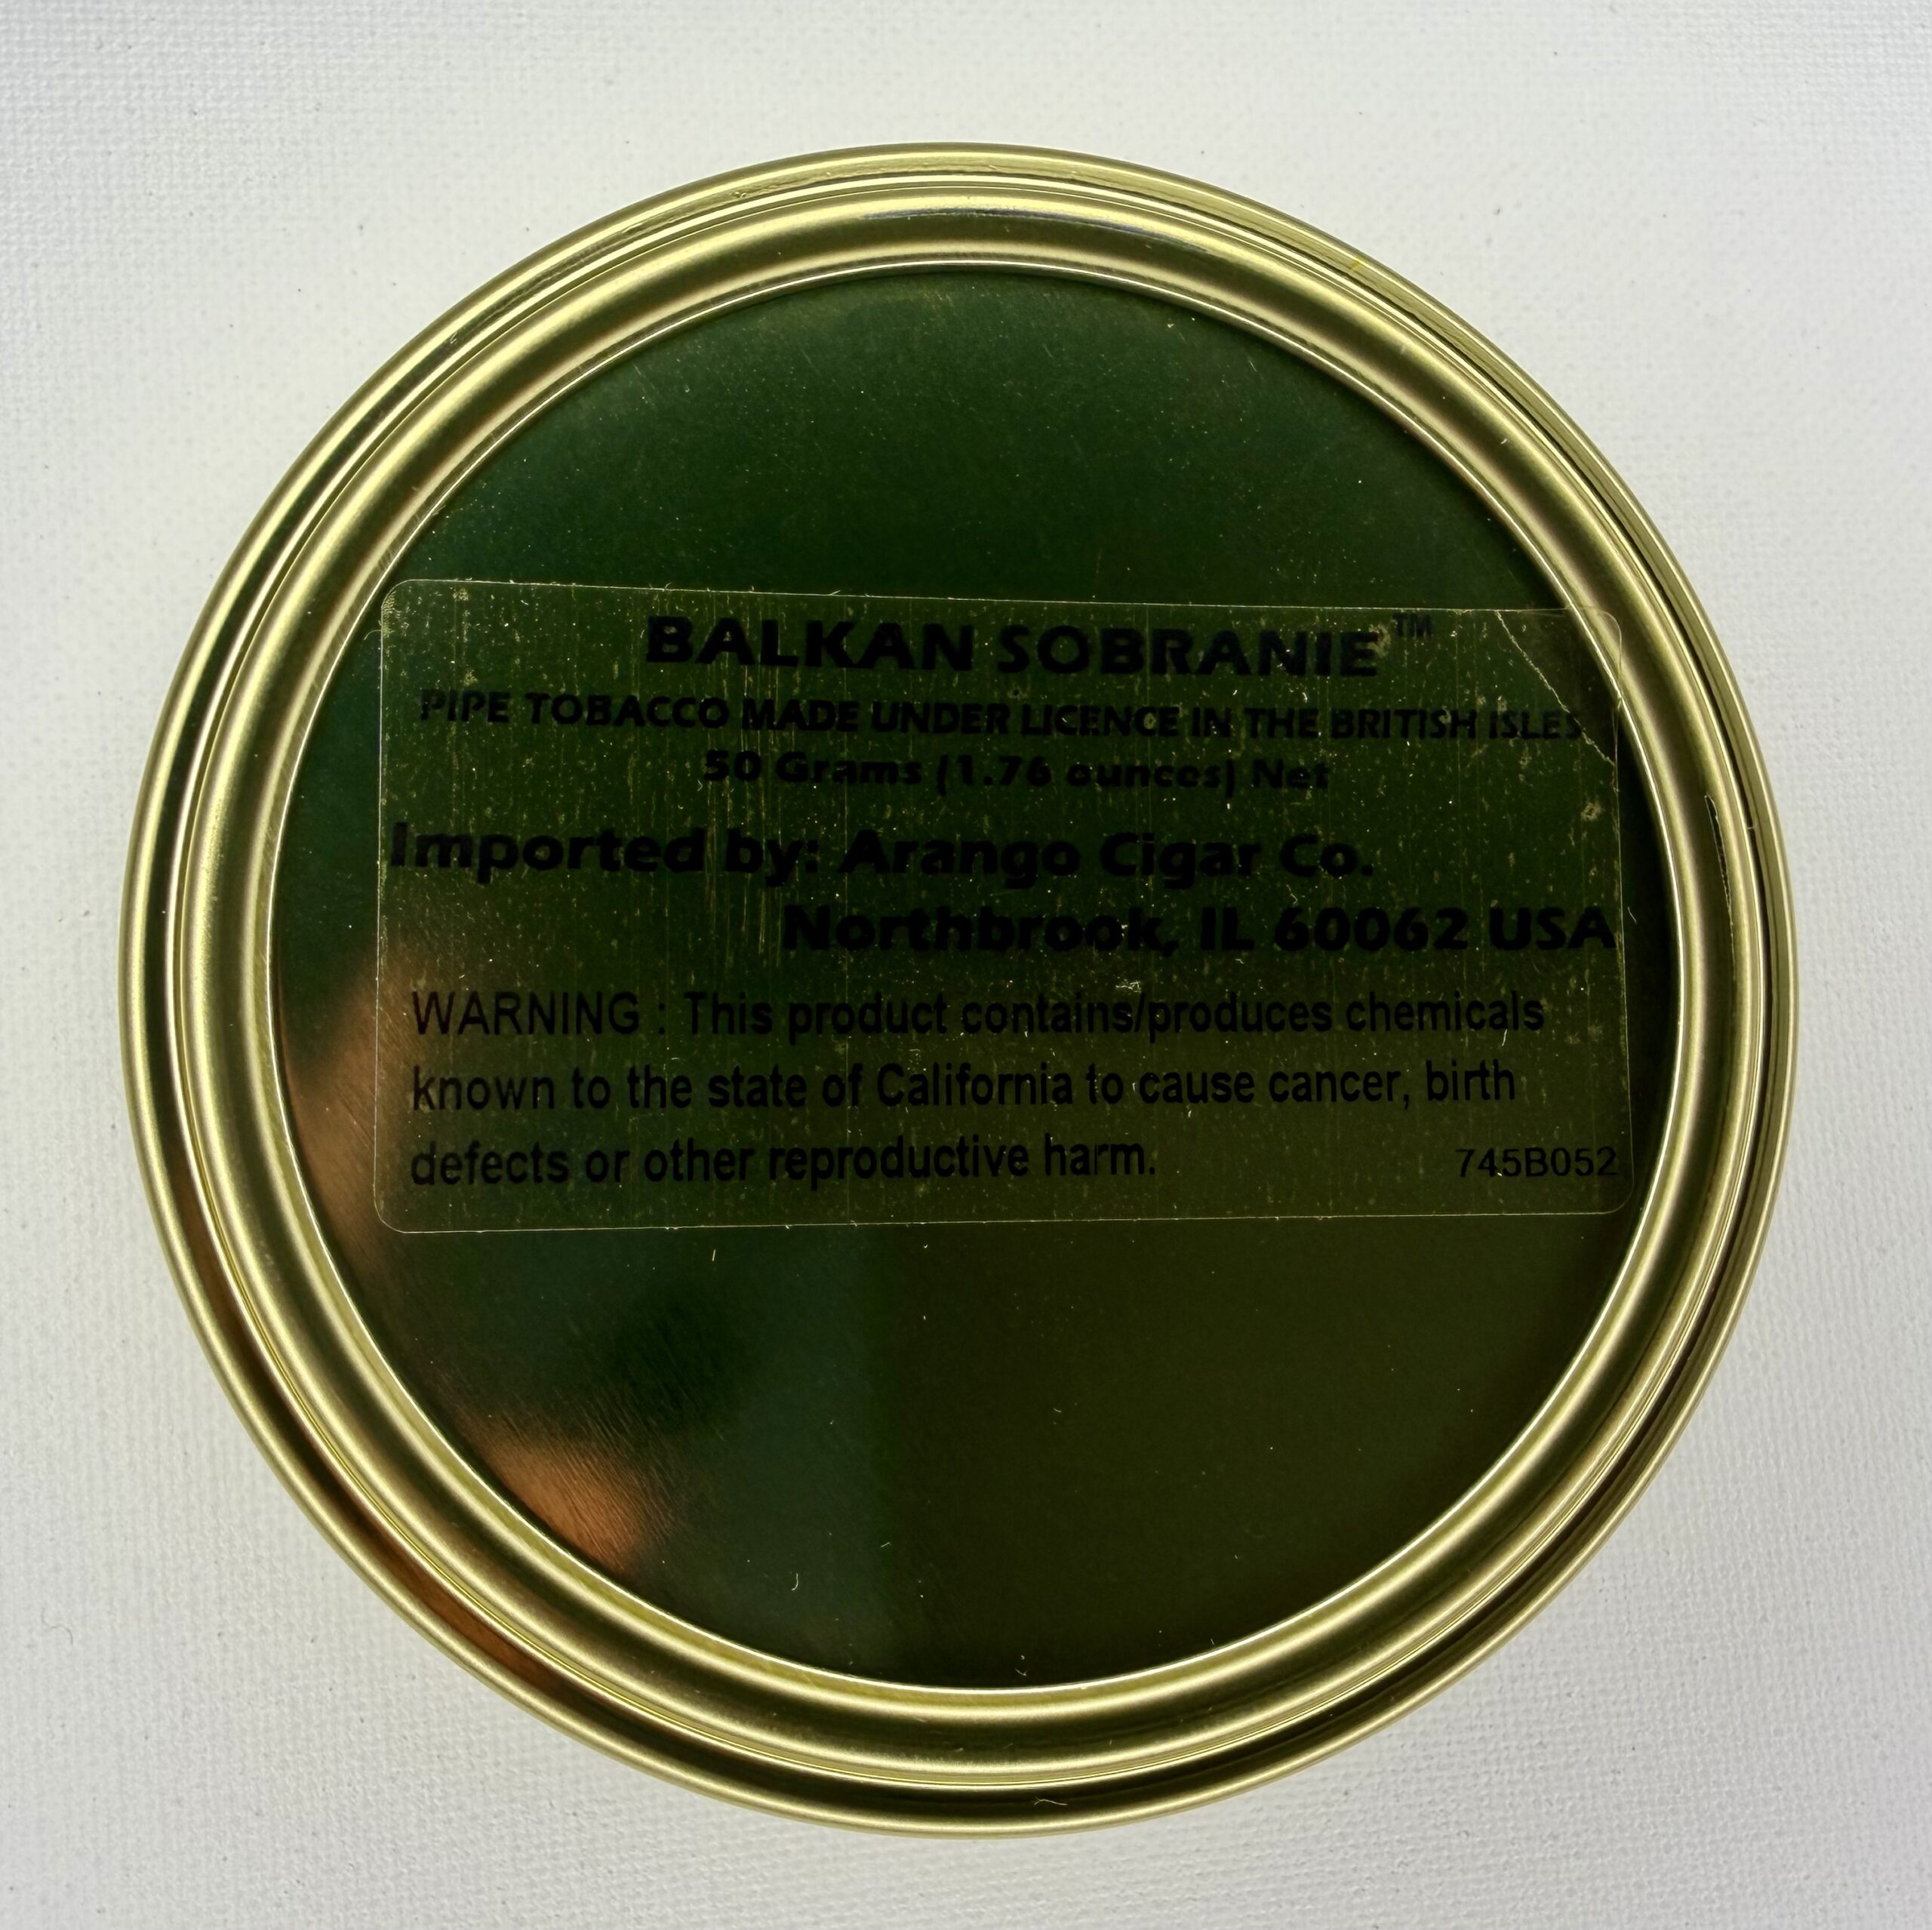 BALKAN SOBRANIE™
PIPE TOBACCO MADE UNDER LICENCE IN THE BRITISH ISLES
50 Grams (1.76 ounces) Net
Imported by: Arango Cigar Co.
Northbrook, IL 60062 USA
WARNING : This product contains/produces chemicals
known to the state of California to cause cancer, birth
defects or other reproductive harm.
745B052